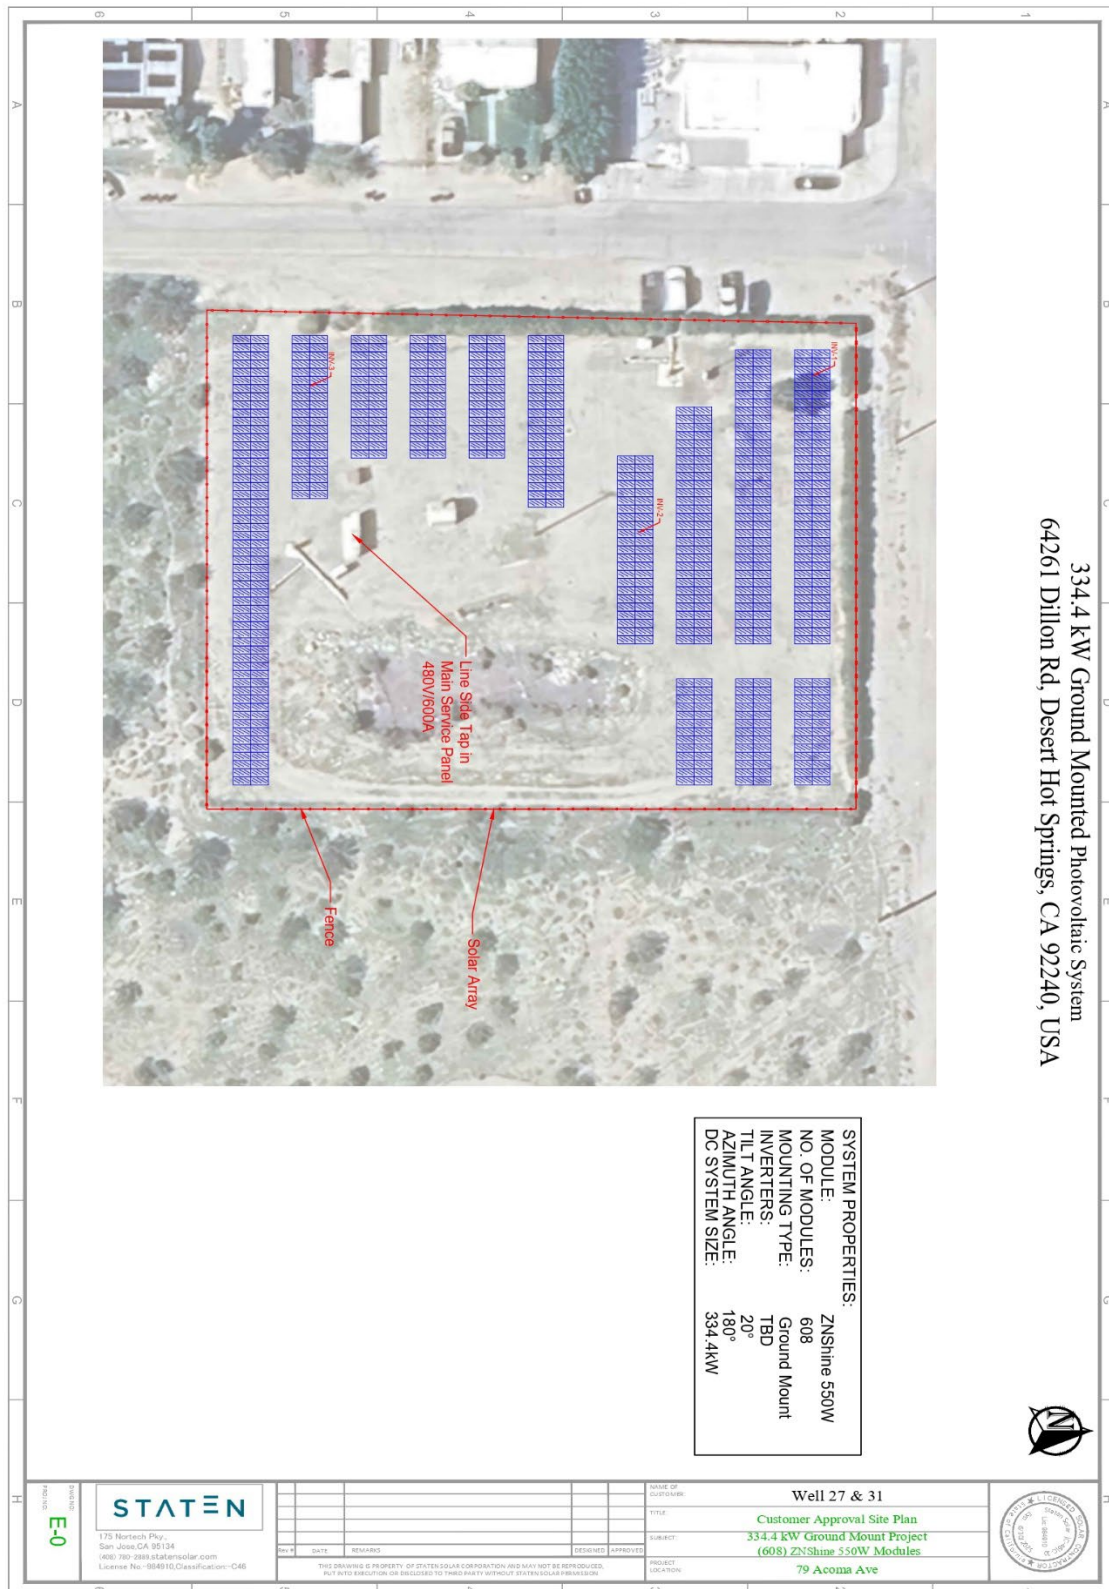 334.4 kW Ground Mounted Photovoltaic System
64261 Dillon Rd, Desert Hot Springs, CA 92240, USA
INV-1
INV-2
INV-3
Line Side Tap in
Main Service Panel
480V/600A
Solar Array
Fence
SYSTEM PROPERTIES:
MODULE: ZNShine 550W
NO. OF MODULES: 608
MOUNTING TYPE: Ground Mount
INVERTERS: TBD
TILT ANGLE: 20°
AZIMUTH ANGLE: 180°
DC SYSTEM SIZE: 334.4kW
N
6 5 4 3 2 1
A
B
C
D
E
F
G
H
NAME OF CUSTOMER: Well 27 & 31
TITLE Customer Approval Site Plan
SUBJECT: 334.4 kW Ground Mount Project
(608) ZNShine 550W Modules
PROJECT LOCATION: 79 Acoma Ave
Rev # DATE REMARKS DESIGNED APPROVED
THIS DRAWING IS PROPERTY OF STATEN SOLAR CORPORATION AND MAY NOT BE REPRODUCED,
PUT INTO EXECUTION OR DISCLOSED TO THIRD PARTY WITHOUT STATEN SOLAR PERMISSION
STATEN
175 Nortech Pky.,
San Jose,CA 95134
statensolar.com
License No.-984910,Classification:-C46
E-0
LICENSED SOLAR CONTRACTOR